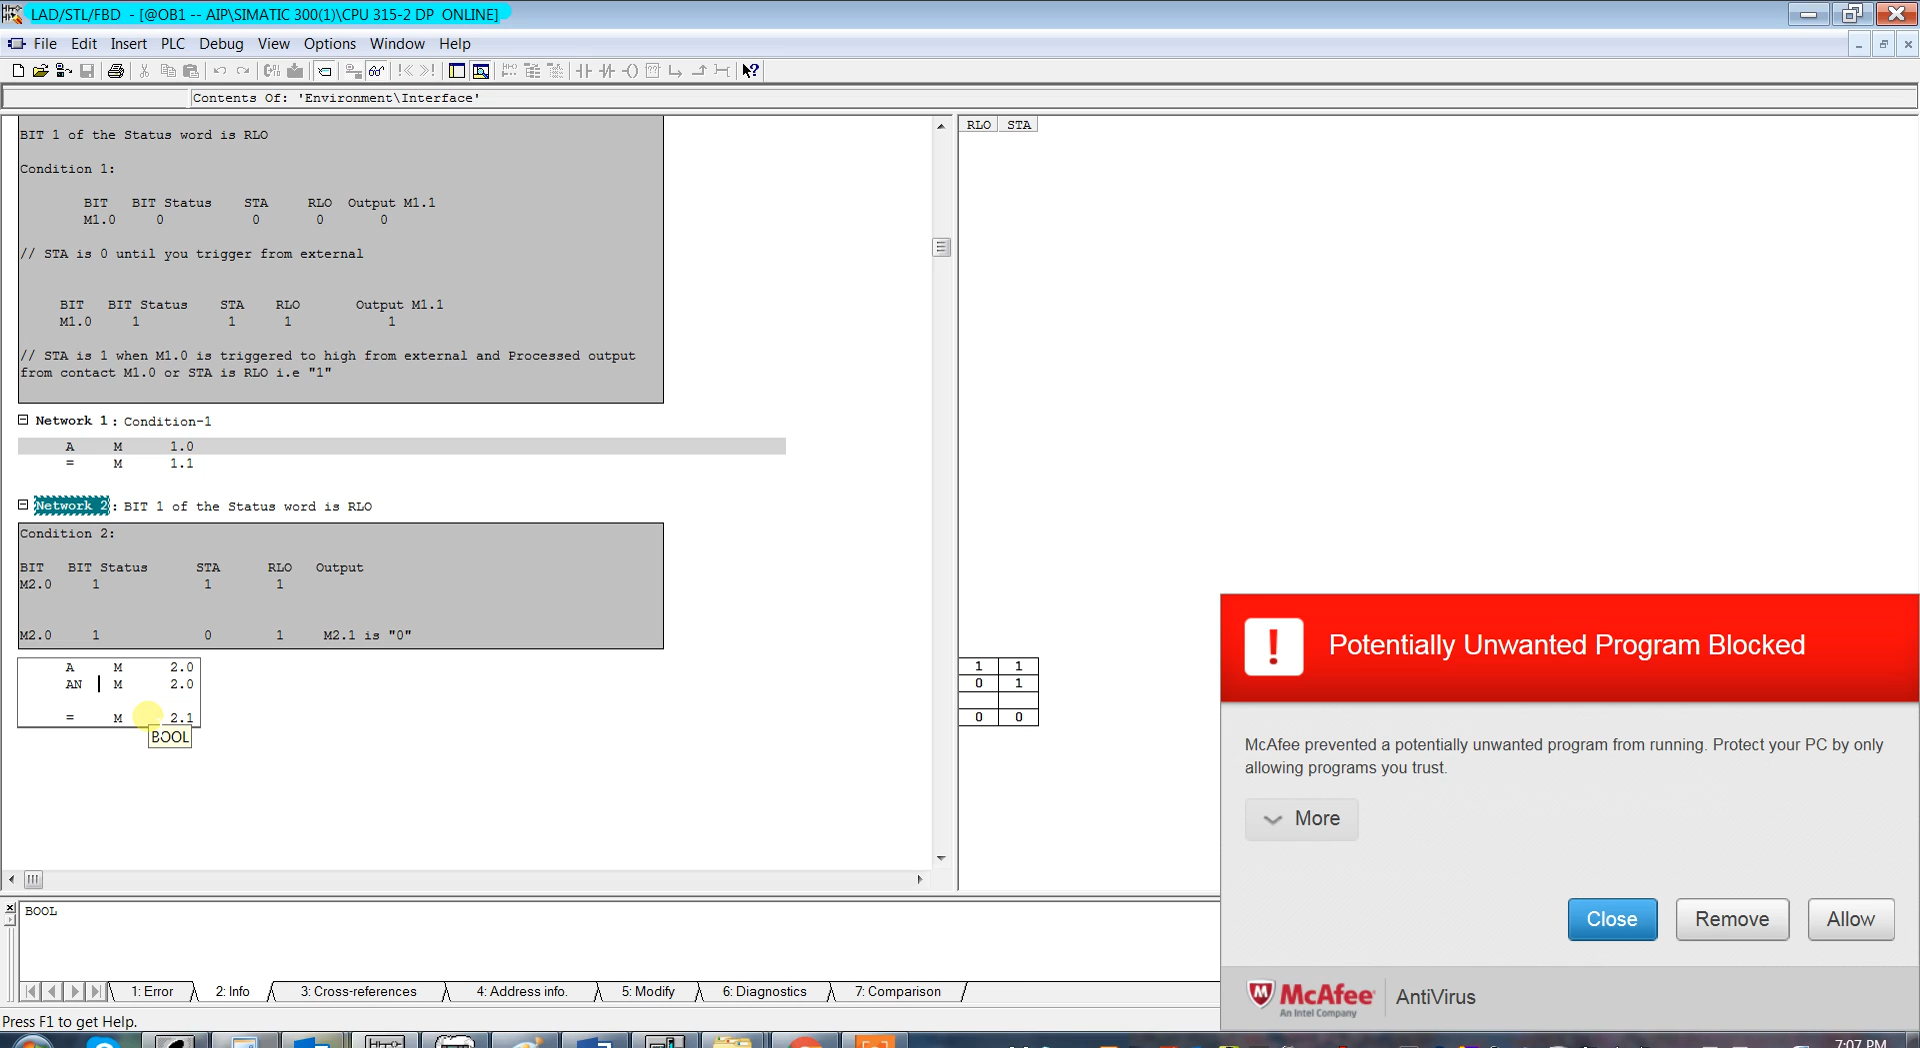 LAD/STL/FBD - [@OB1 -- AIP\SIMATIC 300(1)\CPU 315-2 DP ONLINE]
File Edit Insert PLC Debug View Options Window Help
Contents Of: 'Environment\Interface'
BIT 1 of the Status word is RLO
Condition 1:
BIT BIT Status STA RLO Output M1.1
M1.0 0 0 0 0
// STA is 0 until you trigger from external
BIT BIT Status STA RLO Output M1.1
M1.0 1 1 1 1
// STA is 1 when M1.0 is triggered to high from external and Processed output
from contact M1.0 or STA is RLO i.e "1"
Network 1: Condition-1
A M 1.0
= M 1.1
Network 2: BIT 1 of the Status word is RLO
Condition 2:
BIT BIT Status STA RLO Output
M2.0 1 1 1
M2.0 1 0 1 M2.1 is "0"
A M 2.0
AN M 2.0
= M 2.1
BOOL
RLO STA
1 1
0 1
0 0
BOOL
1: Error 2: Info 3: Cross-references 4: Address info. 5: Modify 6: Diagnostics 7: Comparison
Press F1 to get Help.
! Potentially Unwanted Program Blocked
McAfee prevented a potentially unwanted program from running. Protect your PC by only
allowing programs you trust.
More
Close Remove Allow
McAfee AntiVirus
An Intel Company
7:07 PM